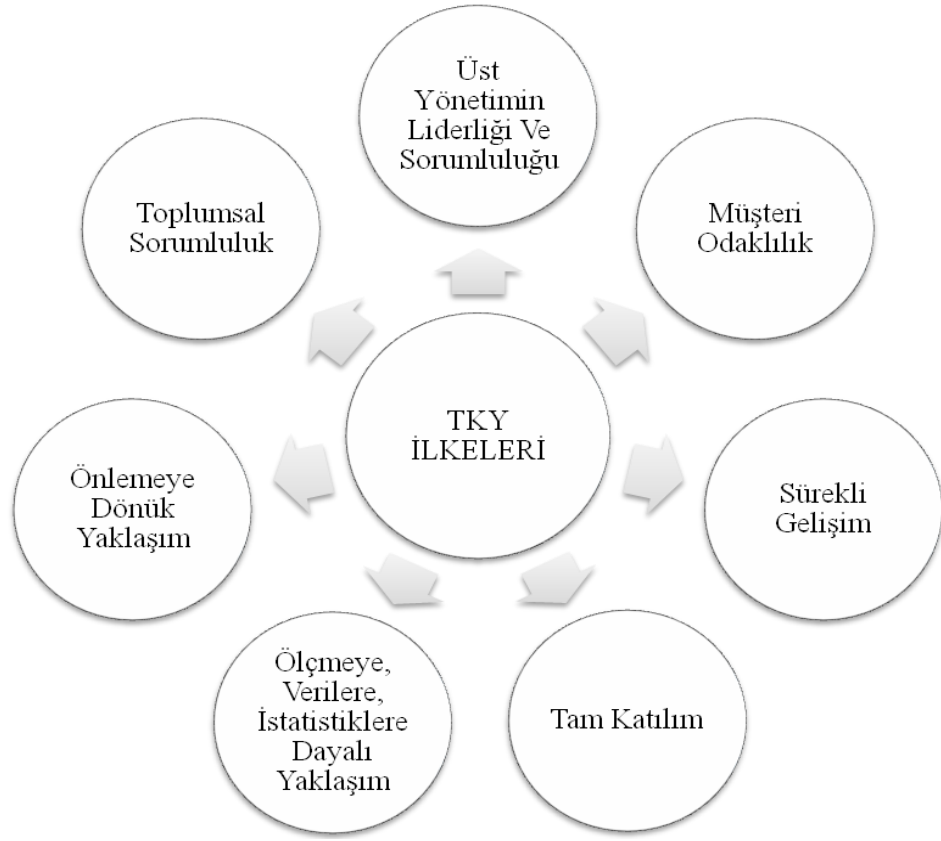 Üst
Yönetimin
Liderliği Ve
Sorumluluğu
Müşteri
Odaklılık
Sürekli
Gelişim
Tam Katılım
Ölçmeye,
Verilere,
İstatistiklere
Dayalı
Yaklaşım
Önlemeye
Dönük
Yaklaşım
Toplumsal
Sorumluluk
TKY
İLKELERİ